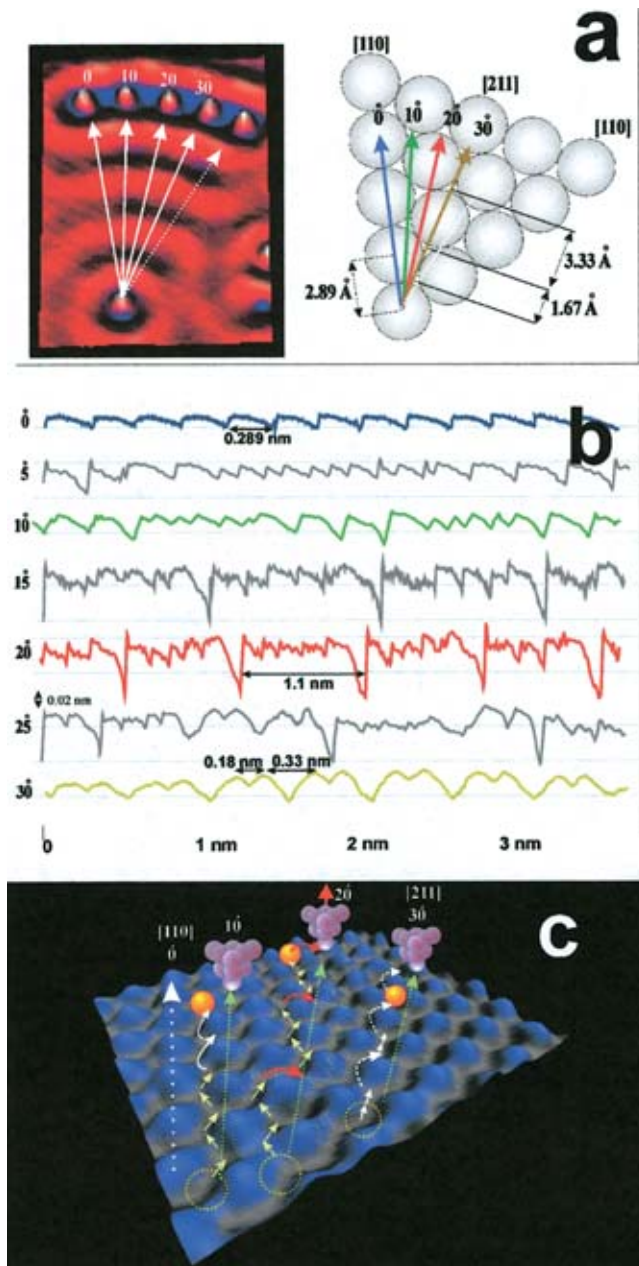 a
0 10 20 30
[110]
[211]
[110]
0° 10° 20° 30°
2.89 Å
3.33 Å
1.67 Å
b
0°
0.289 nm
5°
10°
15°
20°
1.1 nm
0.02 nm
25°
0.18 nm 0.33 nm
30°
0 1 nm 2 nm 3 nm
c
[110]
0°
10°
20°
[211]
30°